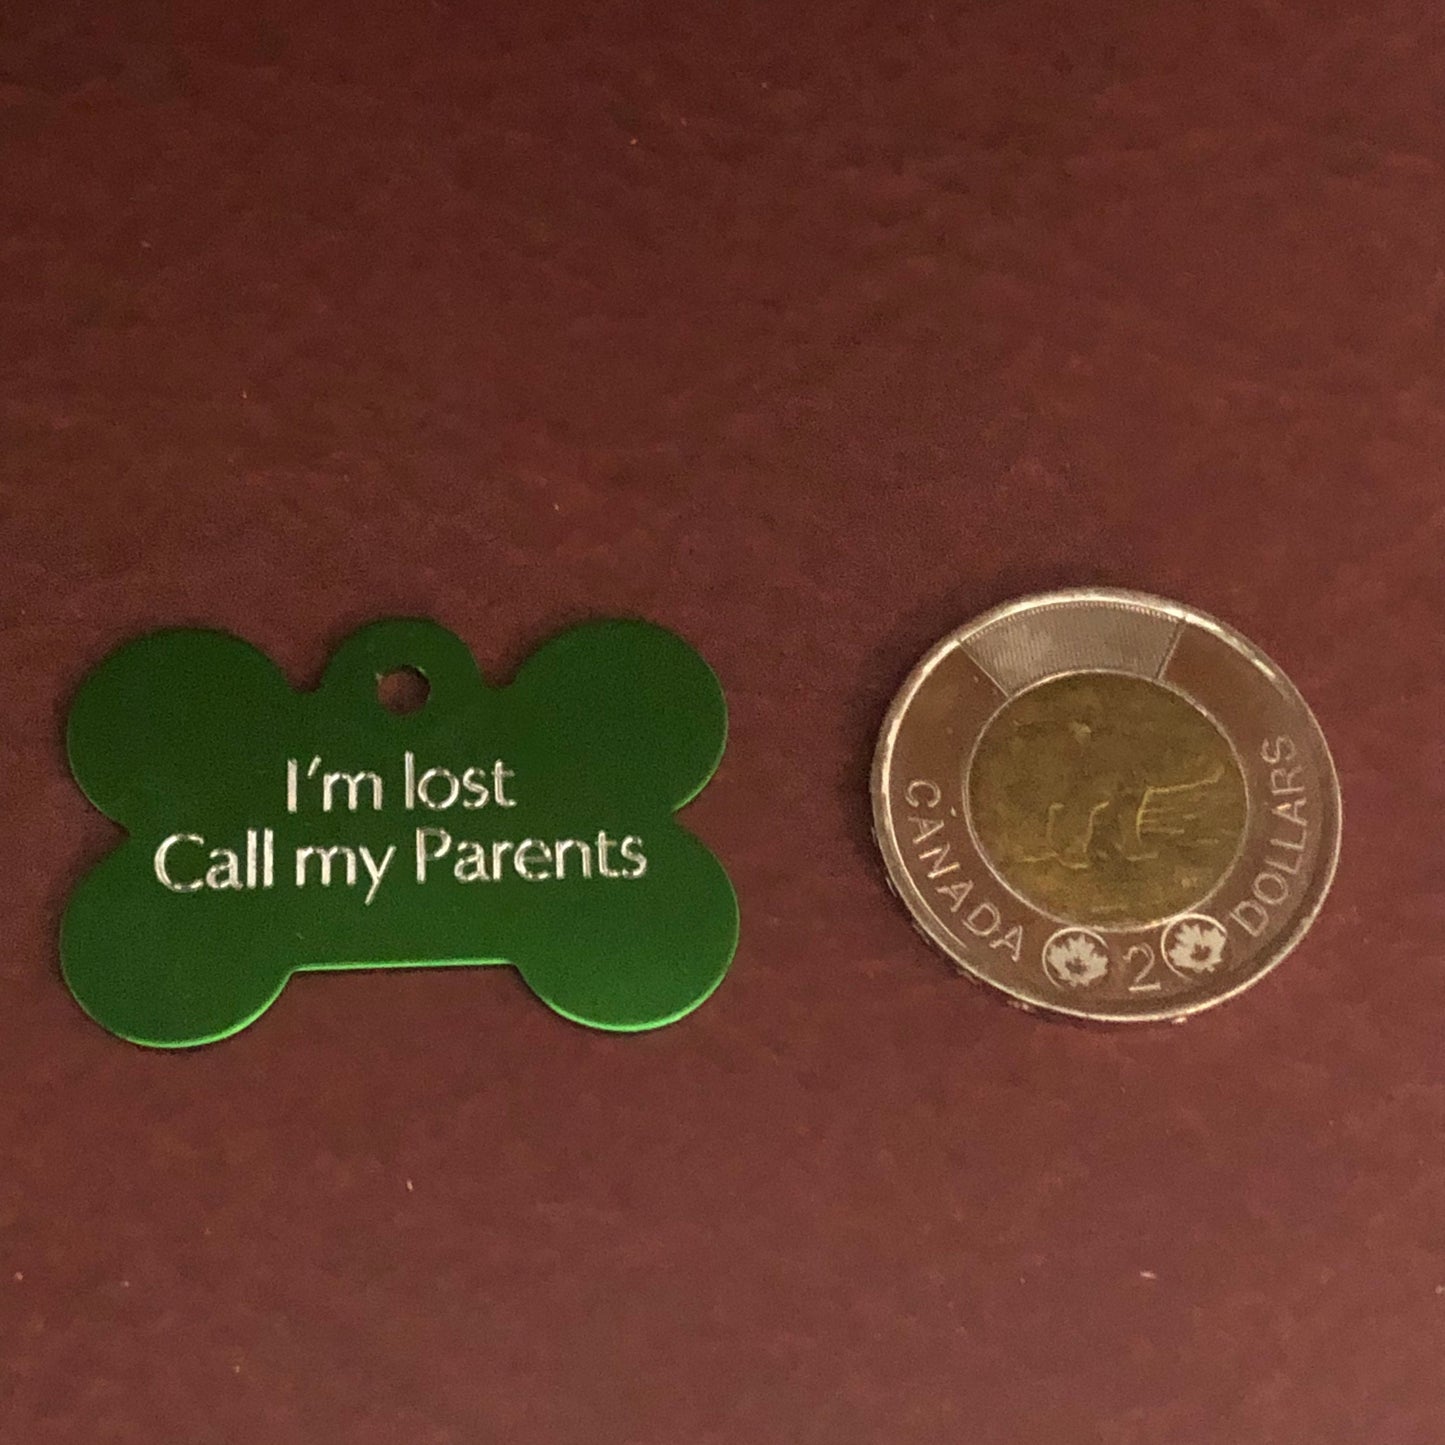 I'm lost
Call my Parents
CANADA 2 DOLLARS